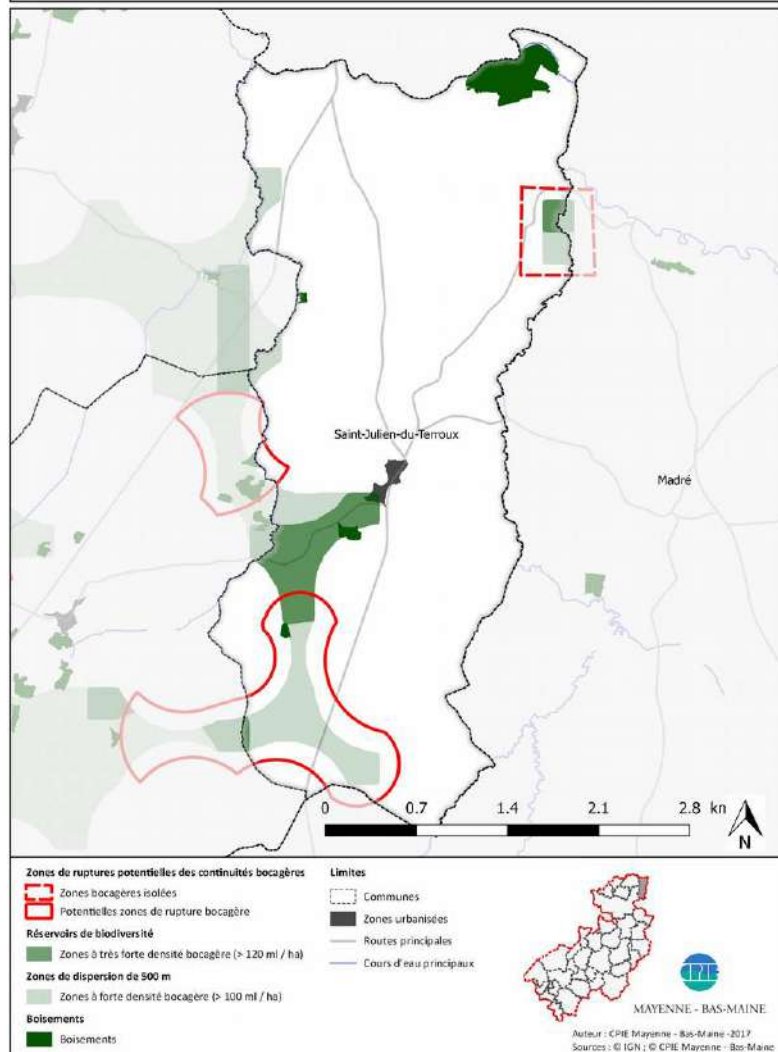 Saint-Julien-du-Terroux
Madré
0 0.7 1.4 2.1 2.8 kn
N
Zones de ruptures potentielles des continuités bocagères
Zones bocagères isolées
Potentielles zones de rupture bocagère
Réservoirs de biodiversité
Zones à très forte densité bocagère (> 120 ml / ha)
Zones de dispersion de 500 m
Zones à forte densité bocagère (> 100 ml / ha)
Boisements
Boisements
Limites
Communes
Zones urbanisées
Routes principales
Cours d'eau principaux
CPIE
MAYENNE - BAS-MAINE
Auteur : CPIE Mayenne - Bas-Maine -2017
Sources : © IGN ; © CPIE Mayenne - Bas-Maine